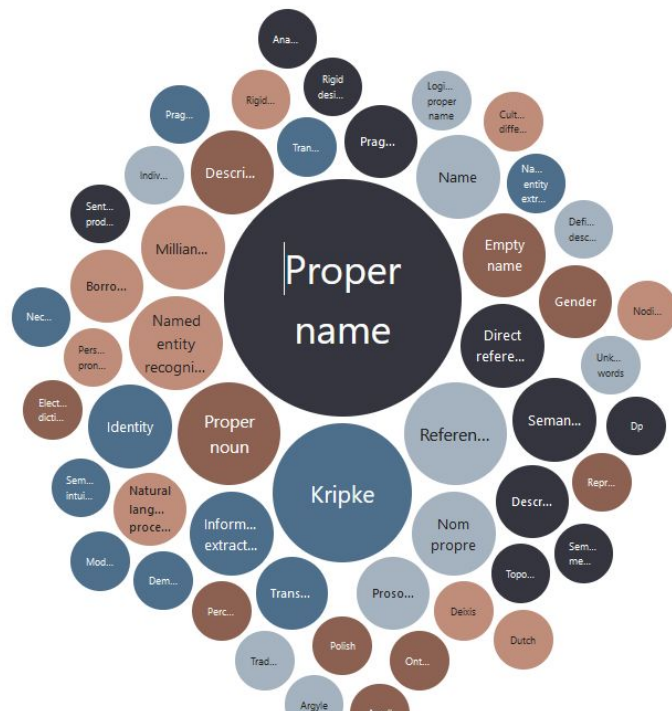 Ana...
Rigid
desi...
Rigid...
Logi...
proper
name
Prag...
Cult...
diffe...
Tran...
Prag...
Descri...
Name
Indiv...
Na...
entity
extr...
Sent...
prod...
Defi...
desc...
Millian...
Empty
name
Proper
name
Borro...
Gender
Nodi...
Nec...
Named
entity
recogni...
Direct
refere...
Pers...
pron...
Unk...
words
Elect...
dicti...
Identity
Proper
noun
Referen...
Seman...
Dp
Sem...
intui...
Natural
lang...
proce...
Kripke
Descr...
Repr...
Inform...
extract...
Nom
propre
Sem...
me...
Mod...
Dem...
Topo...
Trans...
Proso...
Perc...
Deixis
Dutch
Polish
Trad...
Ont...
Argyle